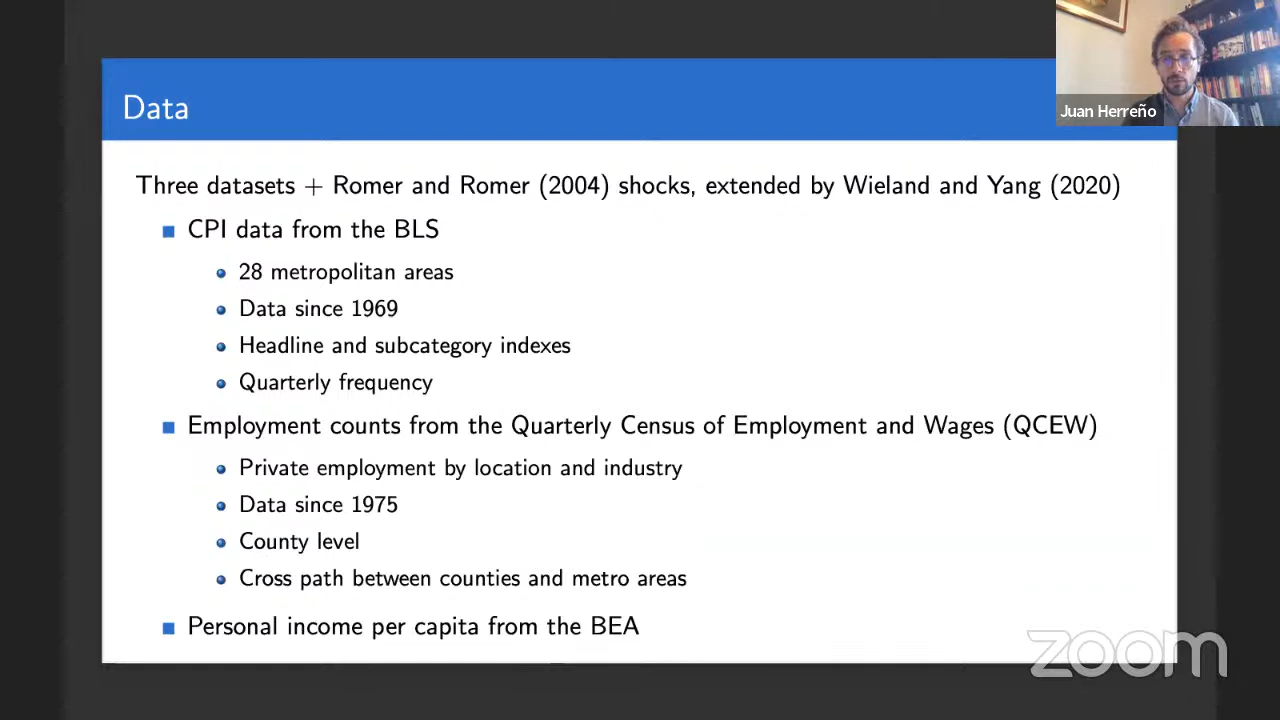 Data
Juan Herreño
Three datasets + Romer and Romer (2004) shocks, extended by Wieland and Yang (2020)
CPI data from the BLS
28 metropolitan areas
Data since 1969
Headline and subcategory indexes
Quarterly frequency
Employment counts from the Quarterly Census of Employment and Wages (QCEW)
Private employment by location and industry
Data since 1975
County level
Cross path between counties and metro areas
Personal income per capita from the BEA
zoom